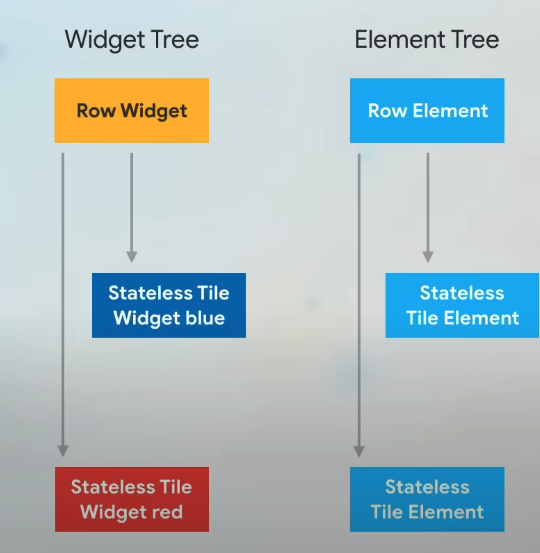 Widget Tree
Element Tree
Row Widget
Row Element
Stateless Tile
Widget blue
Stateless
Tile Element
Stateless Tile
Widget red
Stateless
Tile Element